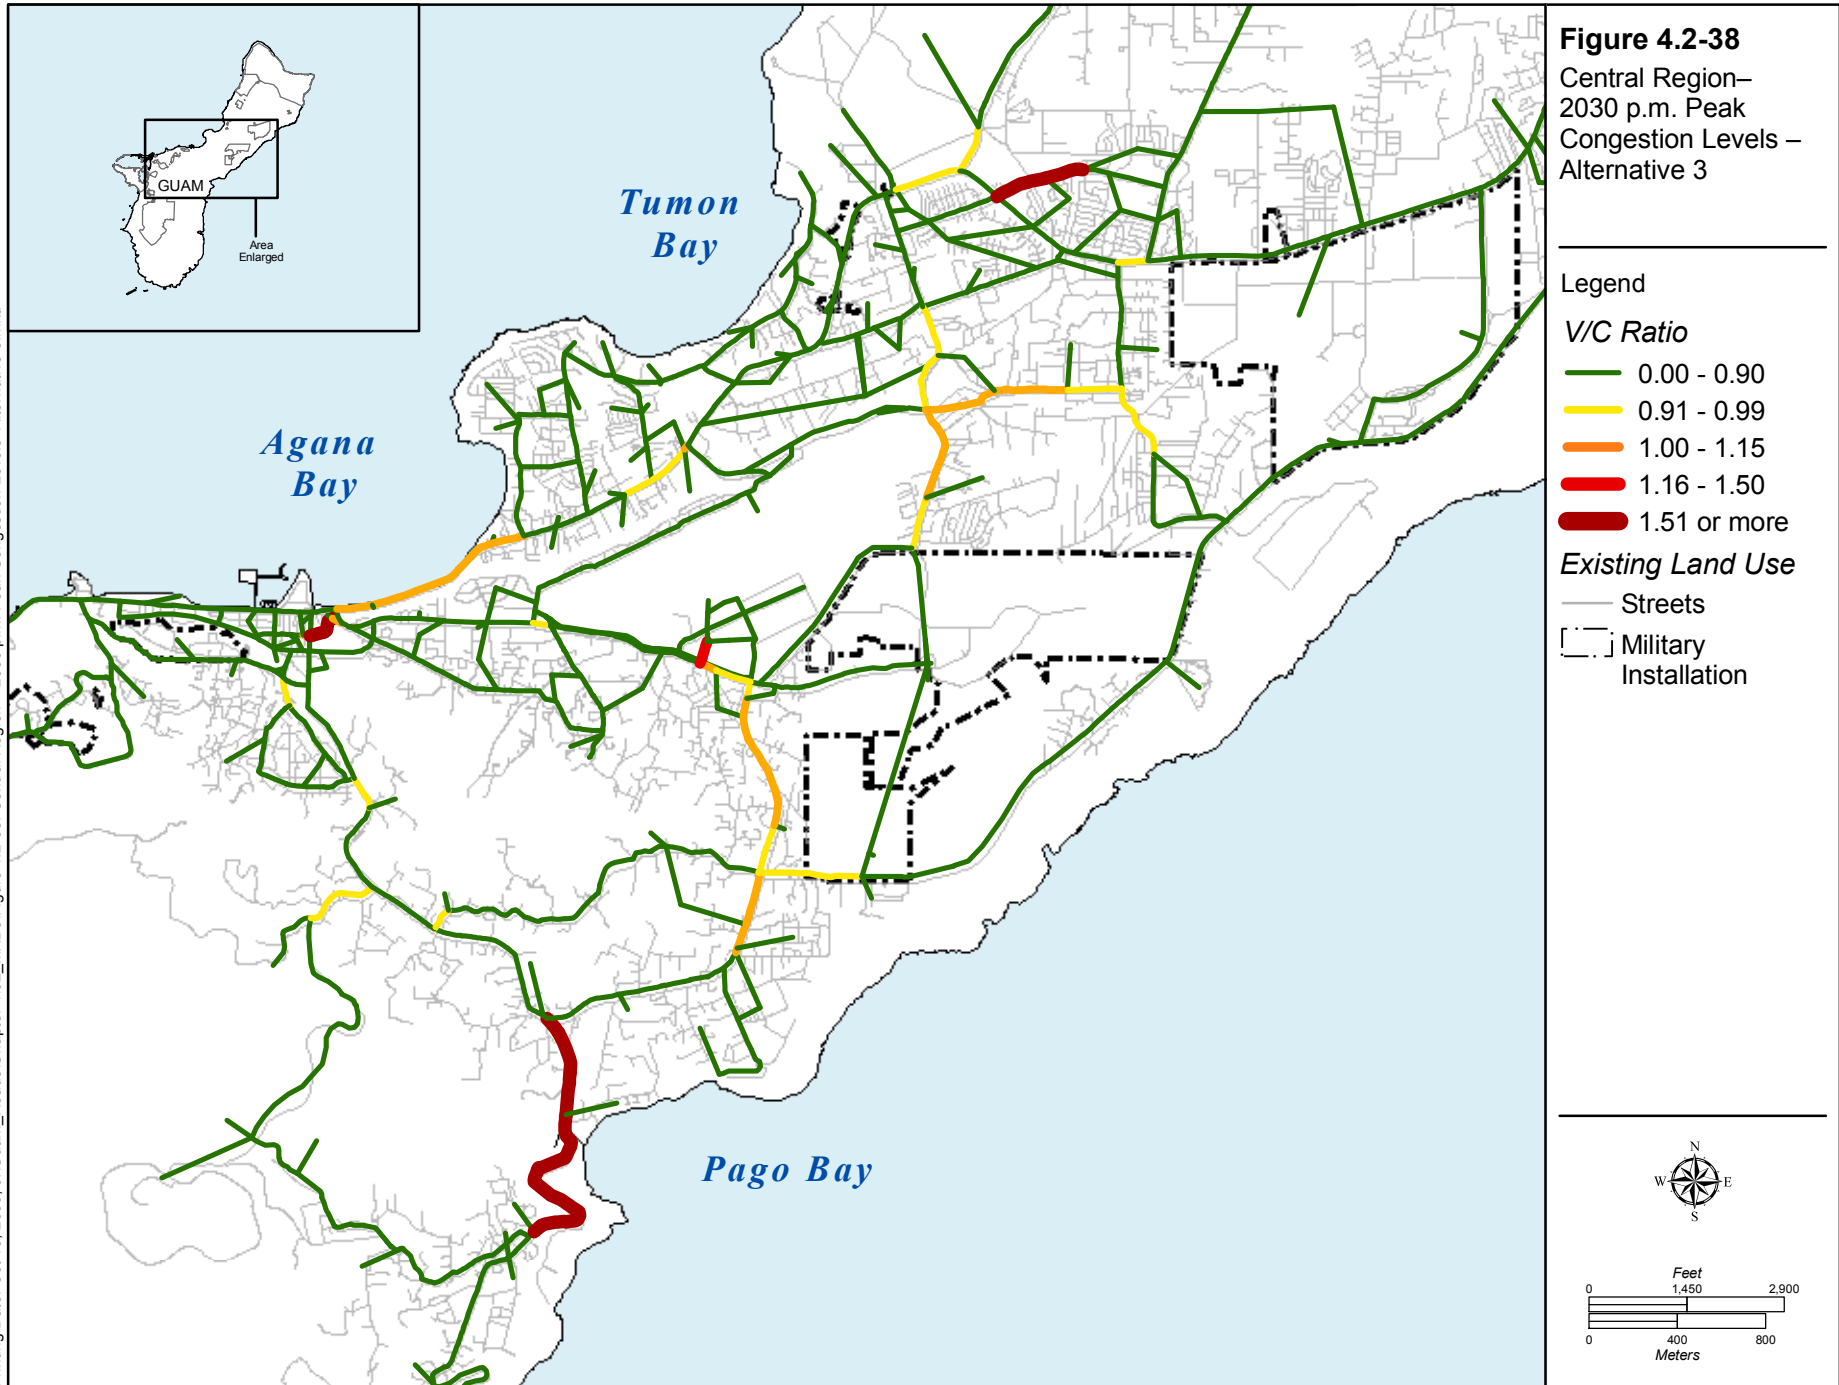 Figure 4.2-38
Central Region–
2030 p.m. Peak
Congestion Levels –
Alternative 3
Legend
V/C Ratio
0.00 - 0.90
0.91 - 0.99
1.00 - 1.15
1.16 - 1.50
1.51 or more
Existing Land Use
Streets
Military
Installation
N
W
E
S
Feet
0
1,450
2,900
0
400
800
Meters
GUAM
Area
Enlarged
Tumon
Bay
Agana
Bay
Pago Bay